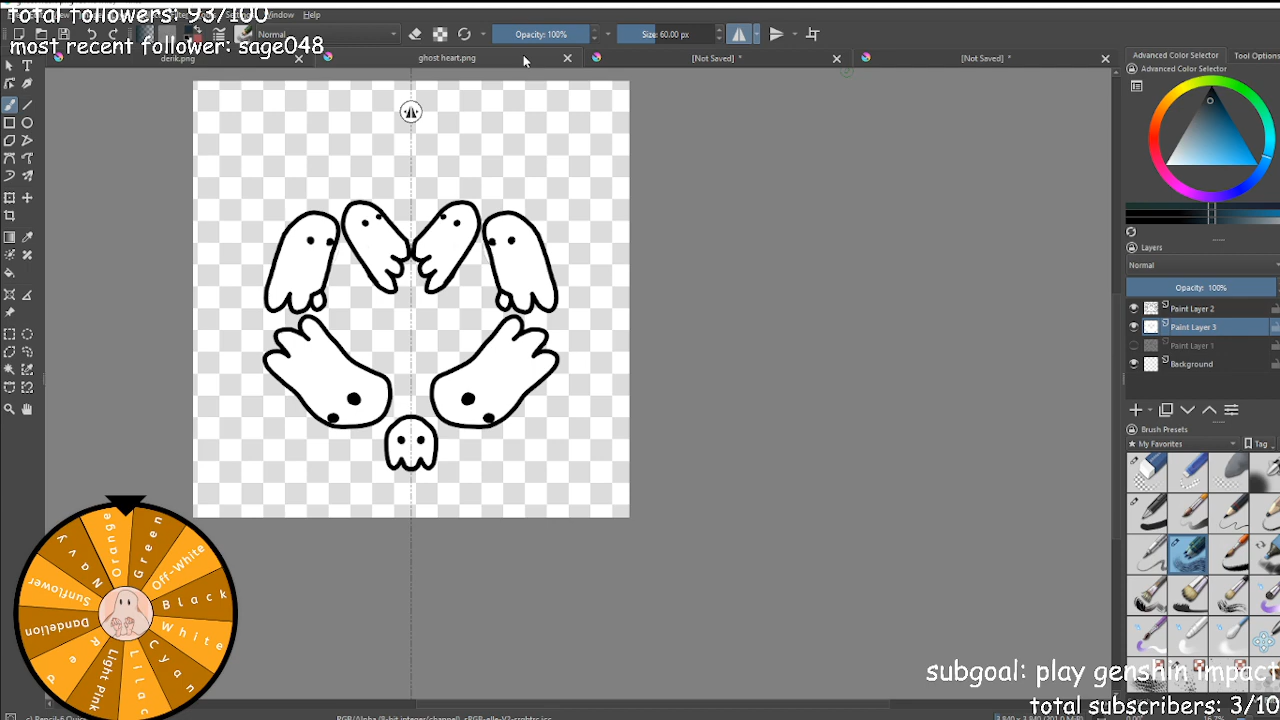 total followers: 93/100
Help
most recent follower: sage048
Normal
Opacity: 100%
Size: 60.00 px
denk.png
ghost heart.png
[Not Saved] *
[Not Saved] *
Advanced Color Selector
Tool Options
Advanced Color Selector
Layers
Normal
Opacity: 100%
Paint Layer 2
Paint Layer 3
Paint Layer 1
Background
Brush Presets
My Favorites
Tag
Orange
Green
Off-White
Black
White
Cyan
Lilac
Light Pink
Red
Dandelion
Sunflower
Navy
subgoal: play genshin impact
total subscribers: 3/10